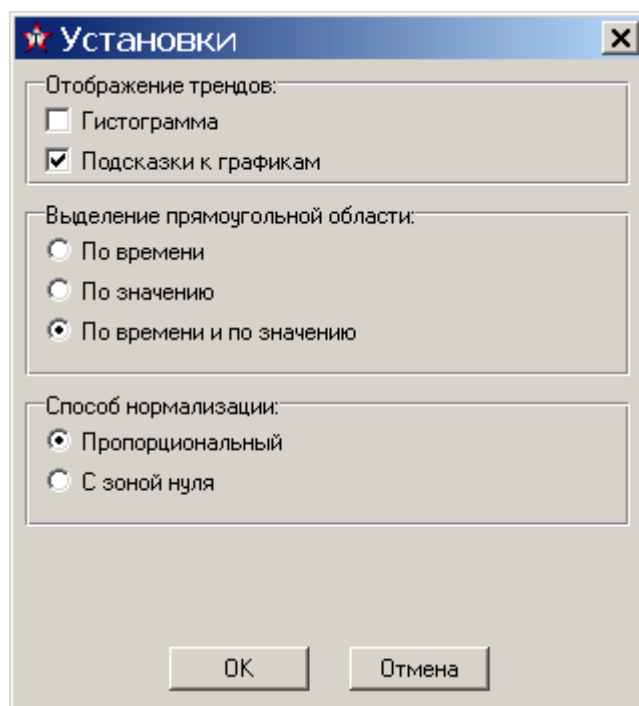 Установки
Отображение трендов:
Гистограмма
Подсказки к графикам
Выделение прямоугольной области:
По времени
По значению
По времени и по значению
Способ нормализации:
Пропорциональный
С зоной нуля
OK
Отмена